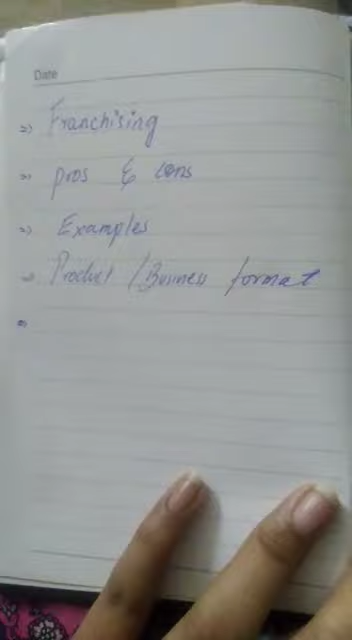 Date
=> Franchising
=> pros & cons
=> Examples
=> Product / Business format
=>